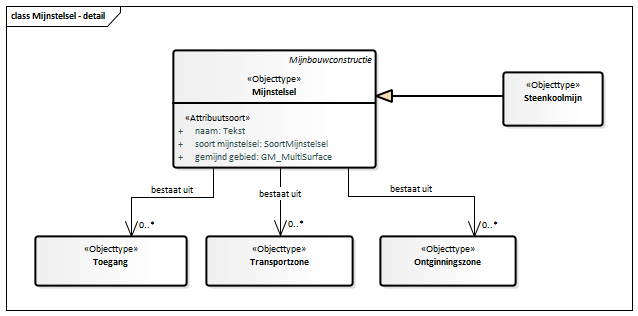 class Mijnstelsel - detail
Mijnbouwconstructie
«Objecttype»
Mijnstelsel
«Attribuutsoort»
+ naam: Tekst
+ soort mijnstelsel: SoortMijnstelsel
+ gemijnd gebied: GM_MultiSurface
«Objecttype»
Steenkoolmijn
bestaat uit
bestaat uit
bestaat uit
0..*
0..*
0..*
«Objecttype»
Toegang
«Objecttype»
Transportzone
«Objecttype»
Ontginningszone